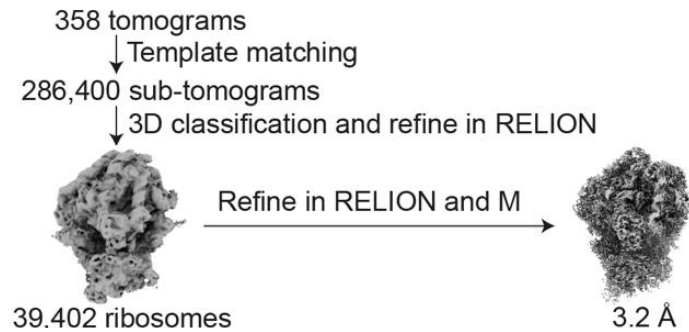 358 tomograms
Template matching
286,400 sub-tomograms
3D classification and refine in RELION
Refine in RELION and M
39,402 ribosomes
3.2 Å